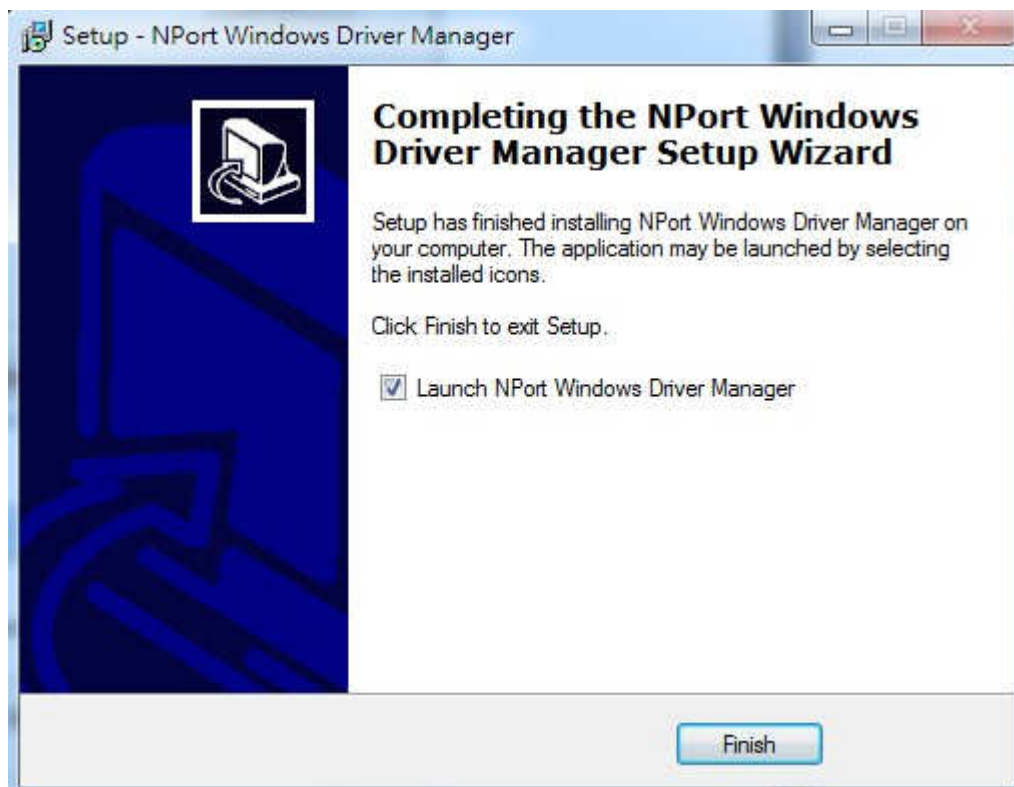 Setup - NPort Windows Driver Manager
Completing the NPort Windows
Driver Manager Setup Wizard
Setup has finished installing NPort Windows Driver Manager on
your computer. The application may be launched by selecting
the installed icons.
Click Finish to exit Setup.
Launch NPort Windows Driver Manager
Finish